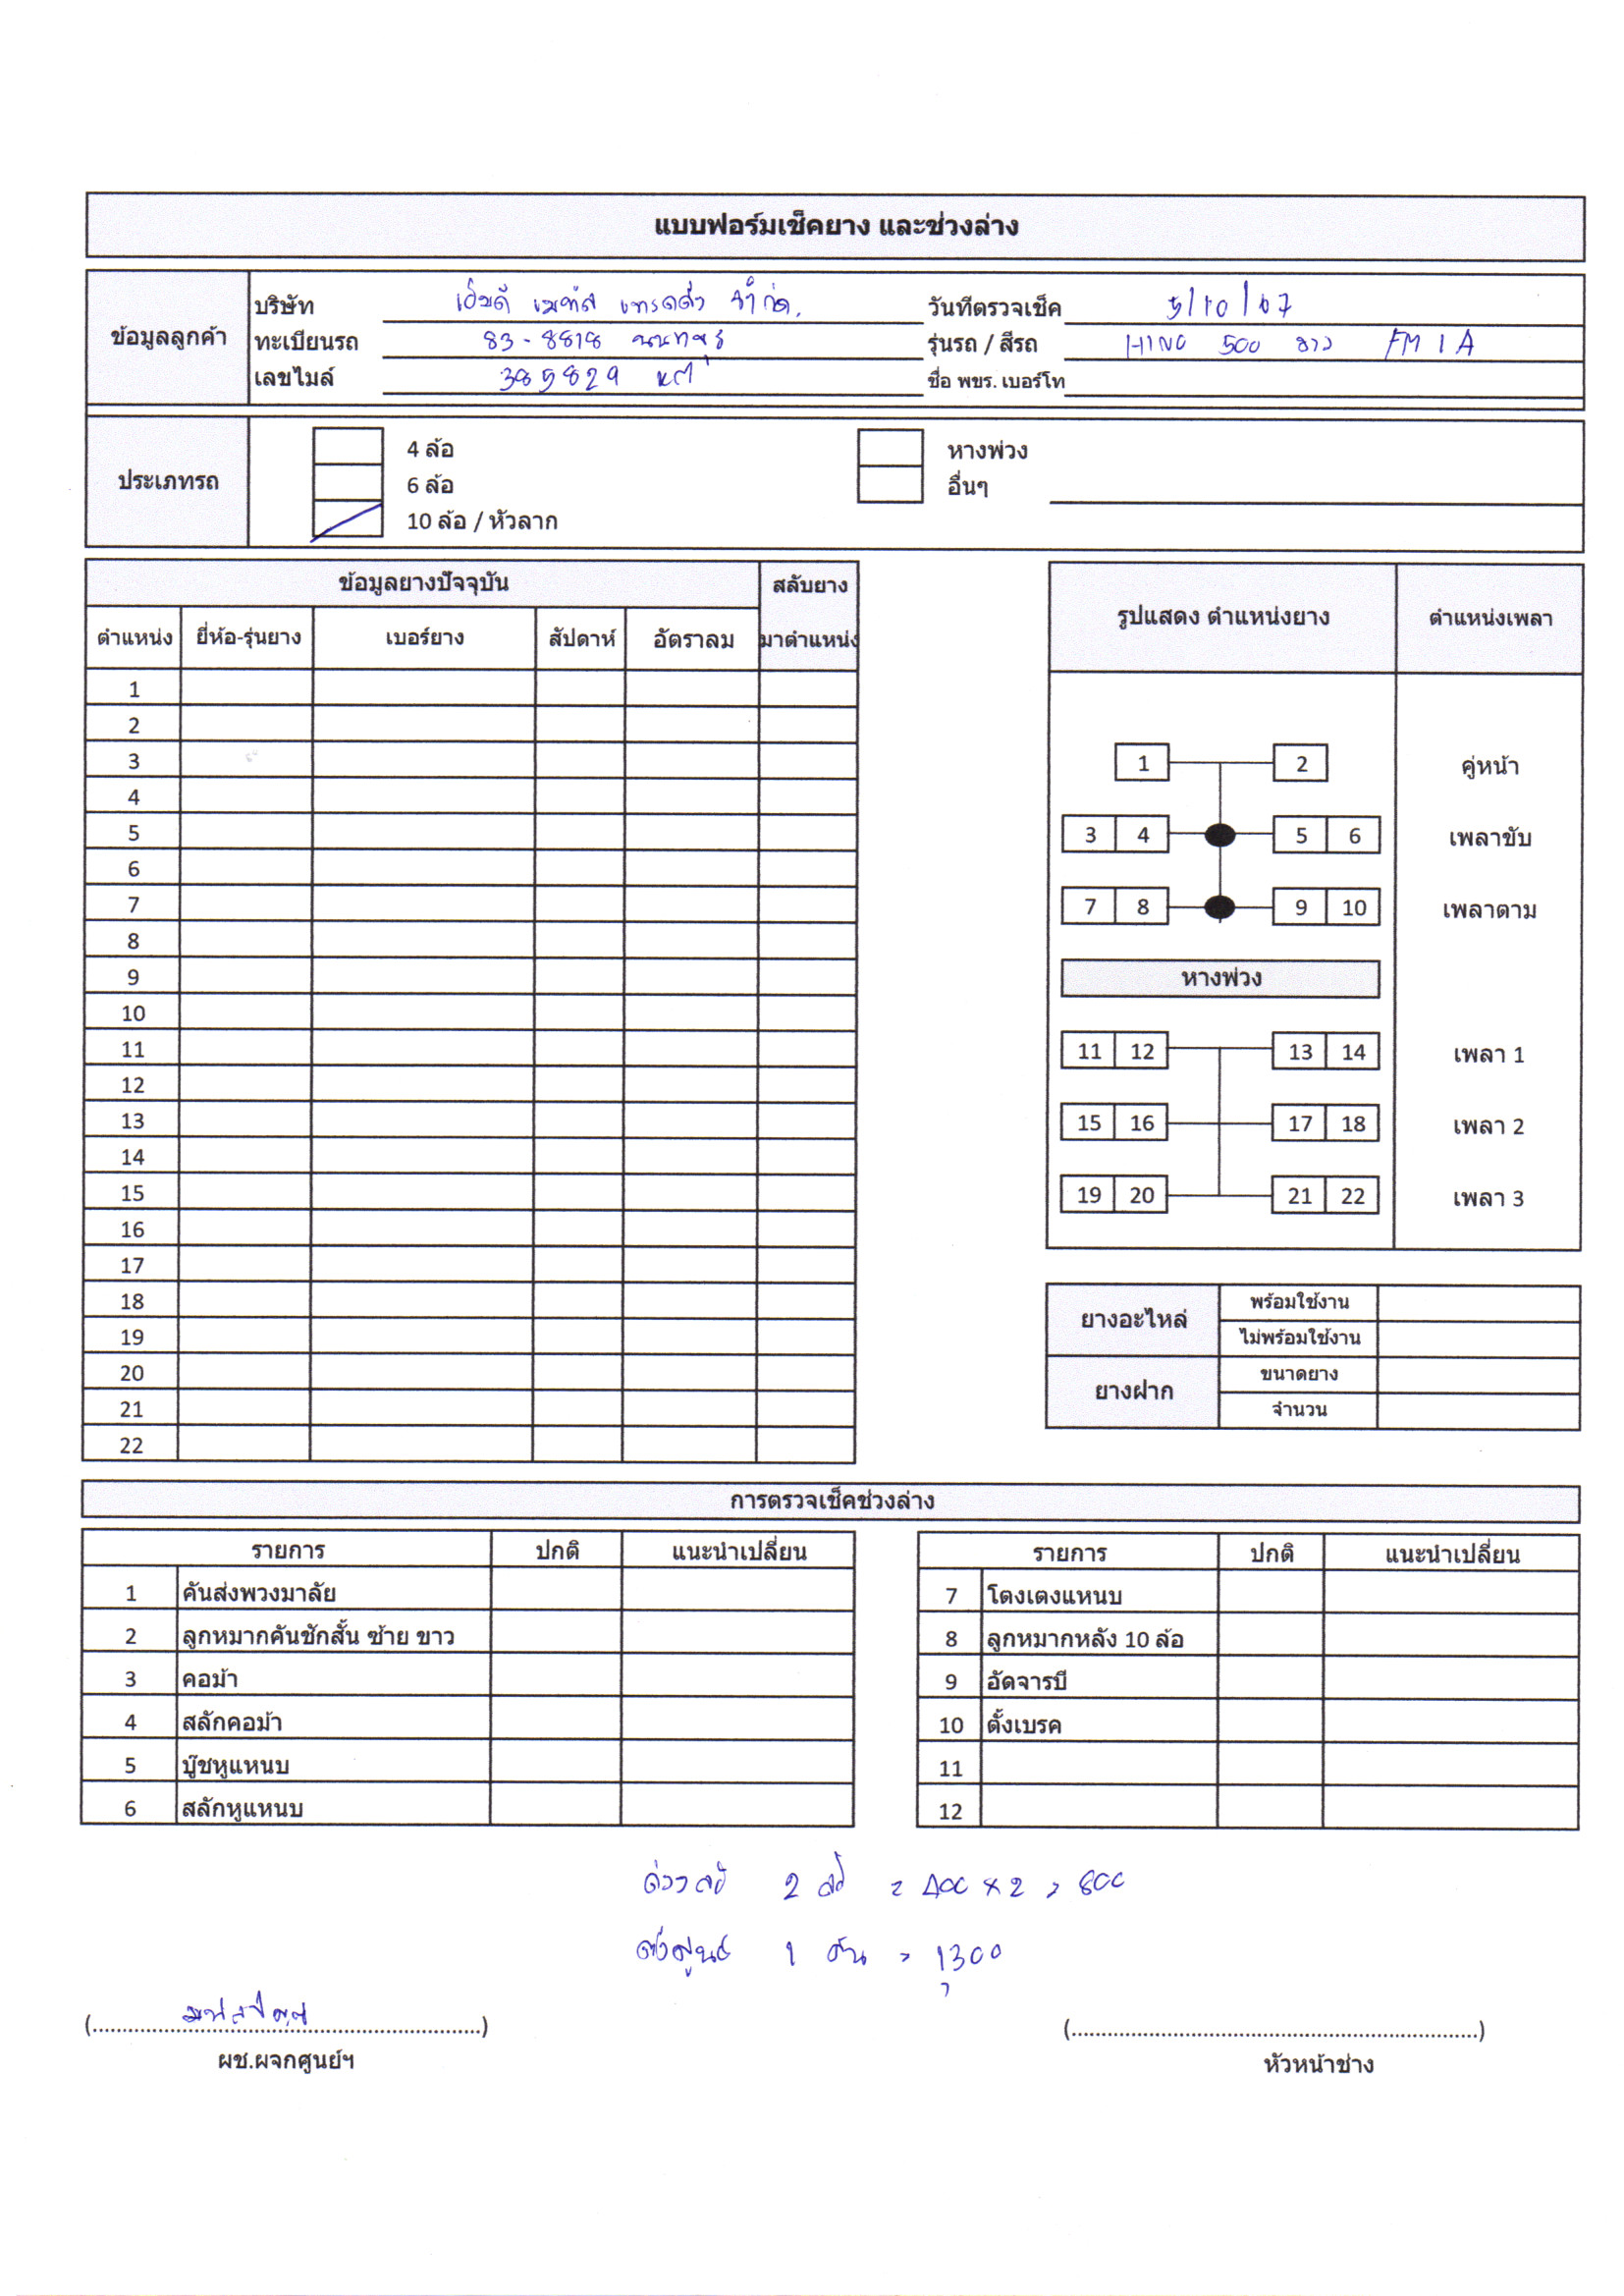 แบบฟอร์มเช็คยาง และช่วงล่าง
ข้อมูลลูกค้า
บริษัท เอ็มดี เมทัล เทรดดิ้ง จำกัด.
วันที่ตรวจเช็ค 5/10/67
ทะเบียนรถ 83-8818 นนทบุรี
รุ่นรถ / สีรถ HINO 500 ขาว FM 1 A
เลขไมล์ 385829
ชื่อ พขร. เบอร์โท
ประเภทรถ
4 ล้อ
หางพ่วง
6 ล้อ
อื่นๆ
10 ล้อ / หัวลาก
ข้อมูลยางปัจจุบัน สลับยาง
ตำแหน่ง ยี่ห้อ-รุ่นยาง เบอร์ยาง สัปดาห์ อัตราลม มาตำแหน่ง
1
2
3
4
5
6
7
8
9
10
11
12
13
14
15
16
17
18
19
20
21
22
รูปแสดง ตำแหน่งยาง ตำแหน่งเพลา
1 2 คู่หน้า
3 4 5 6 เพลาขับ
7 8 9 10 เพลาตาม
หางพ่วง
11 12 13 14 เพลา 1
15 16 17 18 เพลา 2
19 20 21 22 เพลา 3
ยางอะไหล่ พร้อมใช้งาน
ไม่พร้อมใช้งาน
ยางฝาก ขนาดยาง
จำนวน
การตรวจเช็คช่วงล่าง
รายการ ปกติ แนะนำเปลี่ยน
1 คันส่งพวงมาลัย
2 ลูกหมากคันชักสั้น ซ้าย ขาว
3 คอม้า
4 สลักคอม้า
5 บู๊ชหูแหนบ
6 สลักหูแหนบ
รายการ ปกติ แนะนำเปลี่ยน
7 โตงเตงแหนบ
8 ลูกหมากหลัง 10 ล้อ
9 อัดจารบี
10 ตั้งเบรค
11
12
ถ่วงล้อ 2 ล้อ = 400 x 2 = 800
ตั้งศูนย์ 1 คัน = 1,300
(..............................)
(..............................)
ผช.ผจกศูนย์ฯ
หัวหน้าช่าง